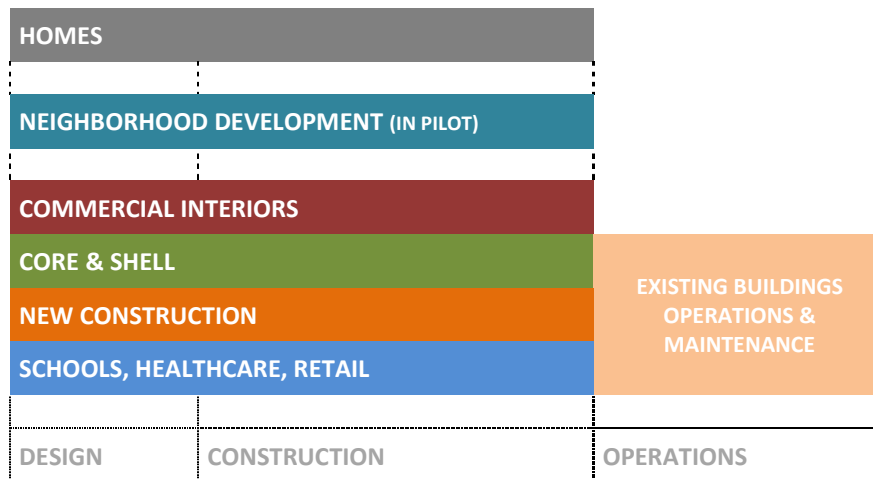 HOMES
NEIGHBORHOOD DEVELOPMENT (IN PILOT)
COMMERCIAL INTERIORS
CORE & SHELL
NEW CONSTRUCTION
SCHOOLS, HEALTHCARE, RETAIL
EXISTING BUILDINGS
OPERATIONS &
MAINTENANCE
DESIGN
CONSTRUCTION
OPERATIONS